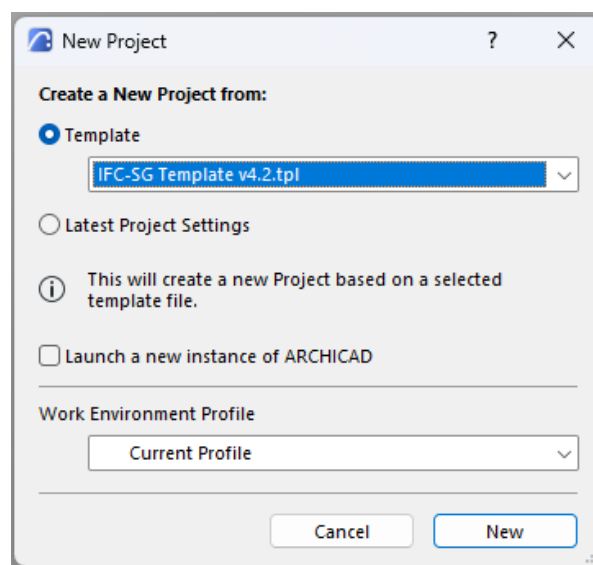 New Project
?
Create a New Project from:
Template
IFC-SG Template v4.2.tpl
Latest Project Settings
This will create a new Project based on a selected
template file.
Launch a new instance of ARCHICAD
Work Environment Profile
Current Profile
Cancel New